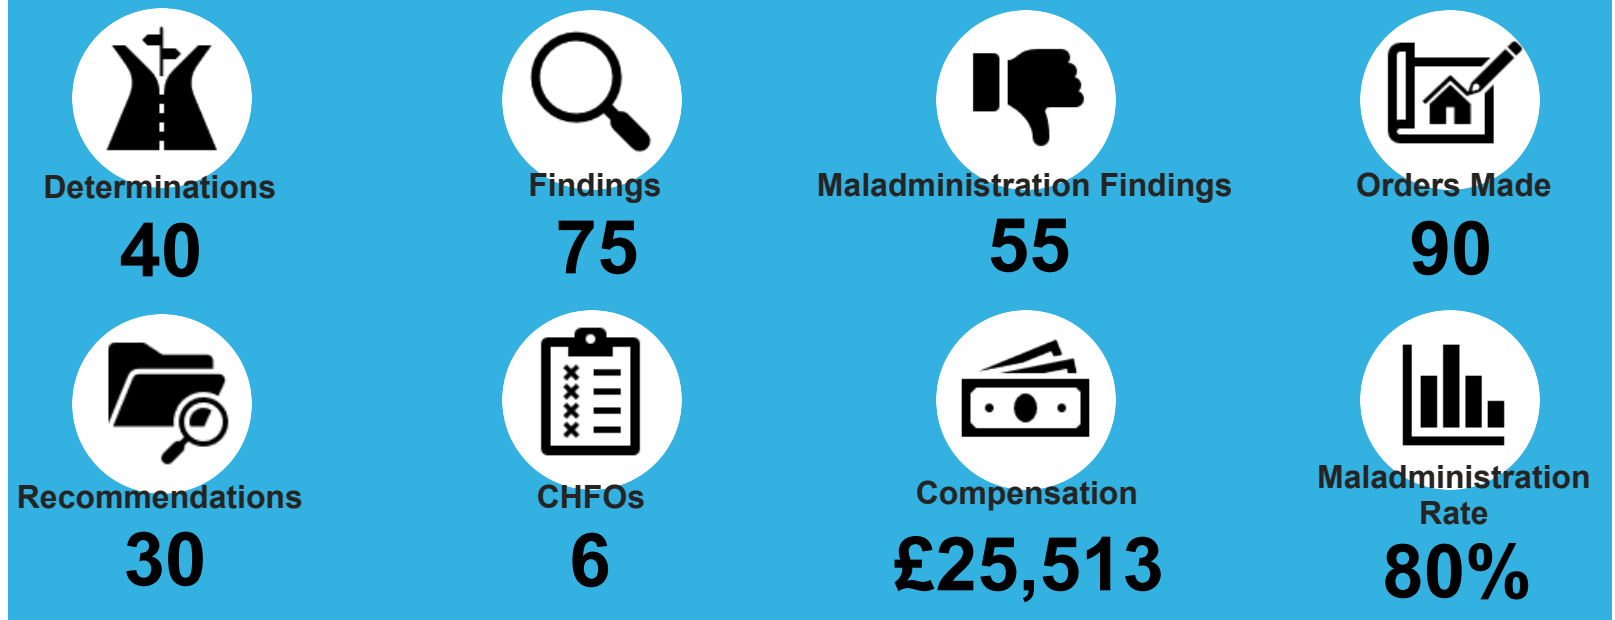 Determinations
40
Findings
75
Maladministration Findings
55
Orders Made
90
Recommendations
30
CHFOs
6
Compensation
£25,513
Maladministration
Rate
80%